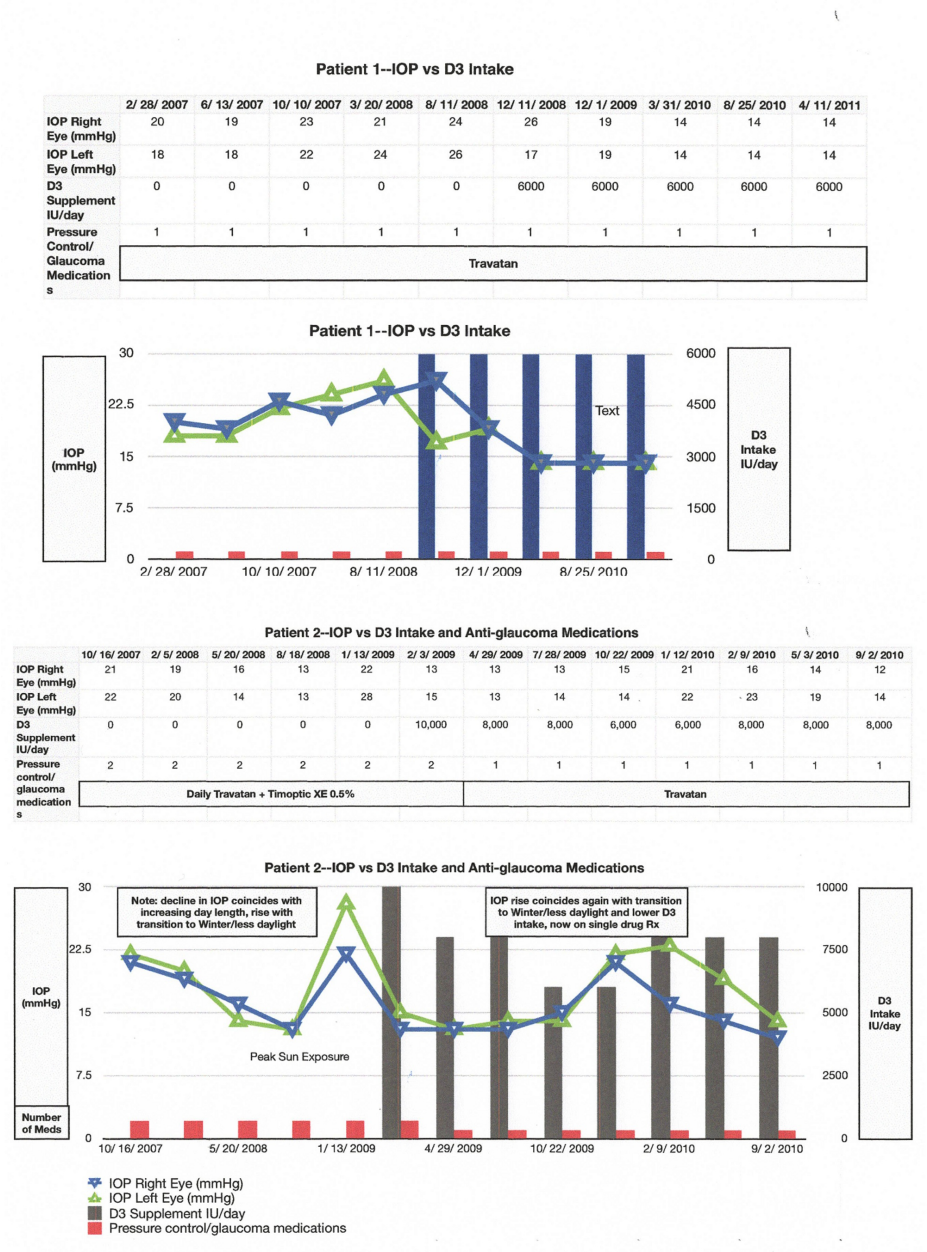 Patient 1--IOP vs D3 Intake
2/ 28/ 2007 6/ 13/ 2007 10/ 10/ 2007 3/ 20/ 2008 8/ 11/ 2008 12/ 11/ 2008 12/ 1/ 2009 3/ 31/ 2010 8/ 25/ 2010 4/ 11/ 2011
IOP Right 20 19 23 21 24 26 19 14 14 14
Eye (mmHg)
IOP Left 18 18 22 24 26 17 19 14 14 14
Eye (mmHg)
D3 0 0 0 0 0 6000 6000 6000 6000 6000
Supplement
IU/day
Pressure 1 1 1 1 1 1 1 1 1 1
Control/
Glaucoma Travatan
Medication
s
Patient 1--IOP vs D3 Intake
30 6000
22.5 4500
Text
IOP
(mmHg)
15 3000
D3
Intake
IU/day
7.5 1500
0 0
2/ 28/ 2007 10/ 10/ 2007 8/ 11/ 2008 12/ 1/ 2009 8/ 25/ 2010
Patient 2--IOP vs D3 Intake and Anti-glaucoma Medications
10/ 16/ 2007 2/ 5/ 2008 5/ 20/ 2008 8/ 18/ 2008 1/ 13/ 2009 2/ 3/ 2009 4/ 29/ 2009 7/ 28/ 2009 10/ 22/ 2009 1/ 12/ 2010 2/ 9/ 2010 5/ 3/ 2010 9/ 2/ 2010
IOP Right 21 19 16 13 22 13 13 13 15 21 16 14 12
Eye (mmHg)
IOP Left 22 20 14 13 28 15 13 14 14 22 23 19 14
Eye (mmHg)
D3 0 0 0 0 0 10,000 8,000 8,000 6,000 6,000 8,000 8,000 8,000
Supplement
IU/day
Pressure 2 2 2 2 2 2 1 1 1 1 1 1 1
control/
glaucoma Daily Travatan + Timoptic XE 0.5% Travatan
medication
s
Patient 2--IOP vs D3 Intake and Anti-glaucoma Medications
30 10000
Note: decline in IOP coincides with
increasing day length, rise with
transition to Winter/less daylight
IOP rise coincides again with transition
to Winter/less daylight and lower D3
intake, now on single drug Rx
22.5 7500
IOP
(mmHg)
D3
Intake
IU/day
15 5000
Peak Sun Exposure
7.5 2500
Number
of Meds
0 0
10/ 16/ 2007 5/ 20/ 2008 1/ 13/ 2009 4/ 29/ 2009 10/ 22/ 2009 2/ 9/ 2010 9/ 2/ 2010
IOP Right Eye (mmHg)
IOP Left Eye (mmHg)
D3 Supplement IU/day
Pressure control/glaucoma medications